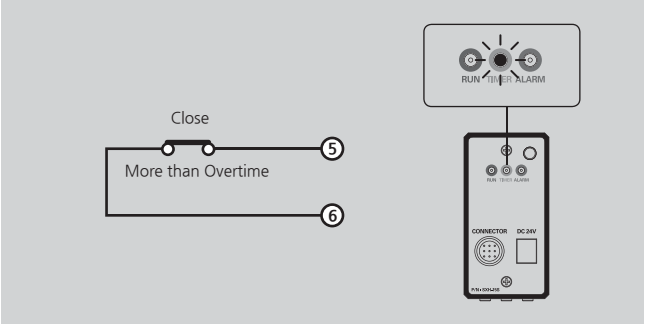 Close
5
More than Overtime
6
RUN TIMER ALARM
RUN TIMER ALARM
CONNECTOR DC 24V